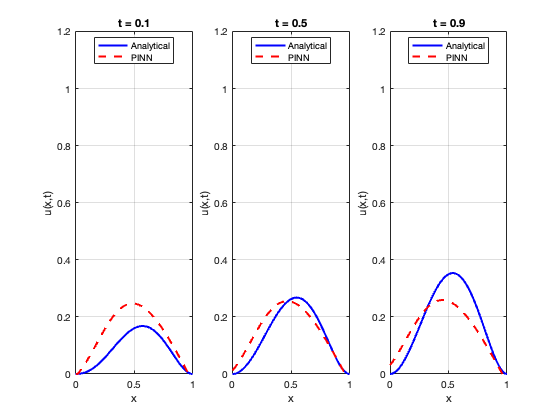 t = 0.1
1.2
1
0.8
0.6
0.4
0.2
0
u(x,t)
0
0.5
1
x
Analytical
PINN
t = 0.5
1.2
1
0.8
0.6
0.4
0.2
0
u(x,t)
0
0.5
1
x
Analytical
PINN
t = 0.9
1.2
1
0.8
0.6
0.4
0.2
0
u(x,t)
0
0.5
1
x
Analytical
PINN